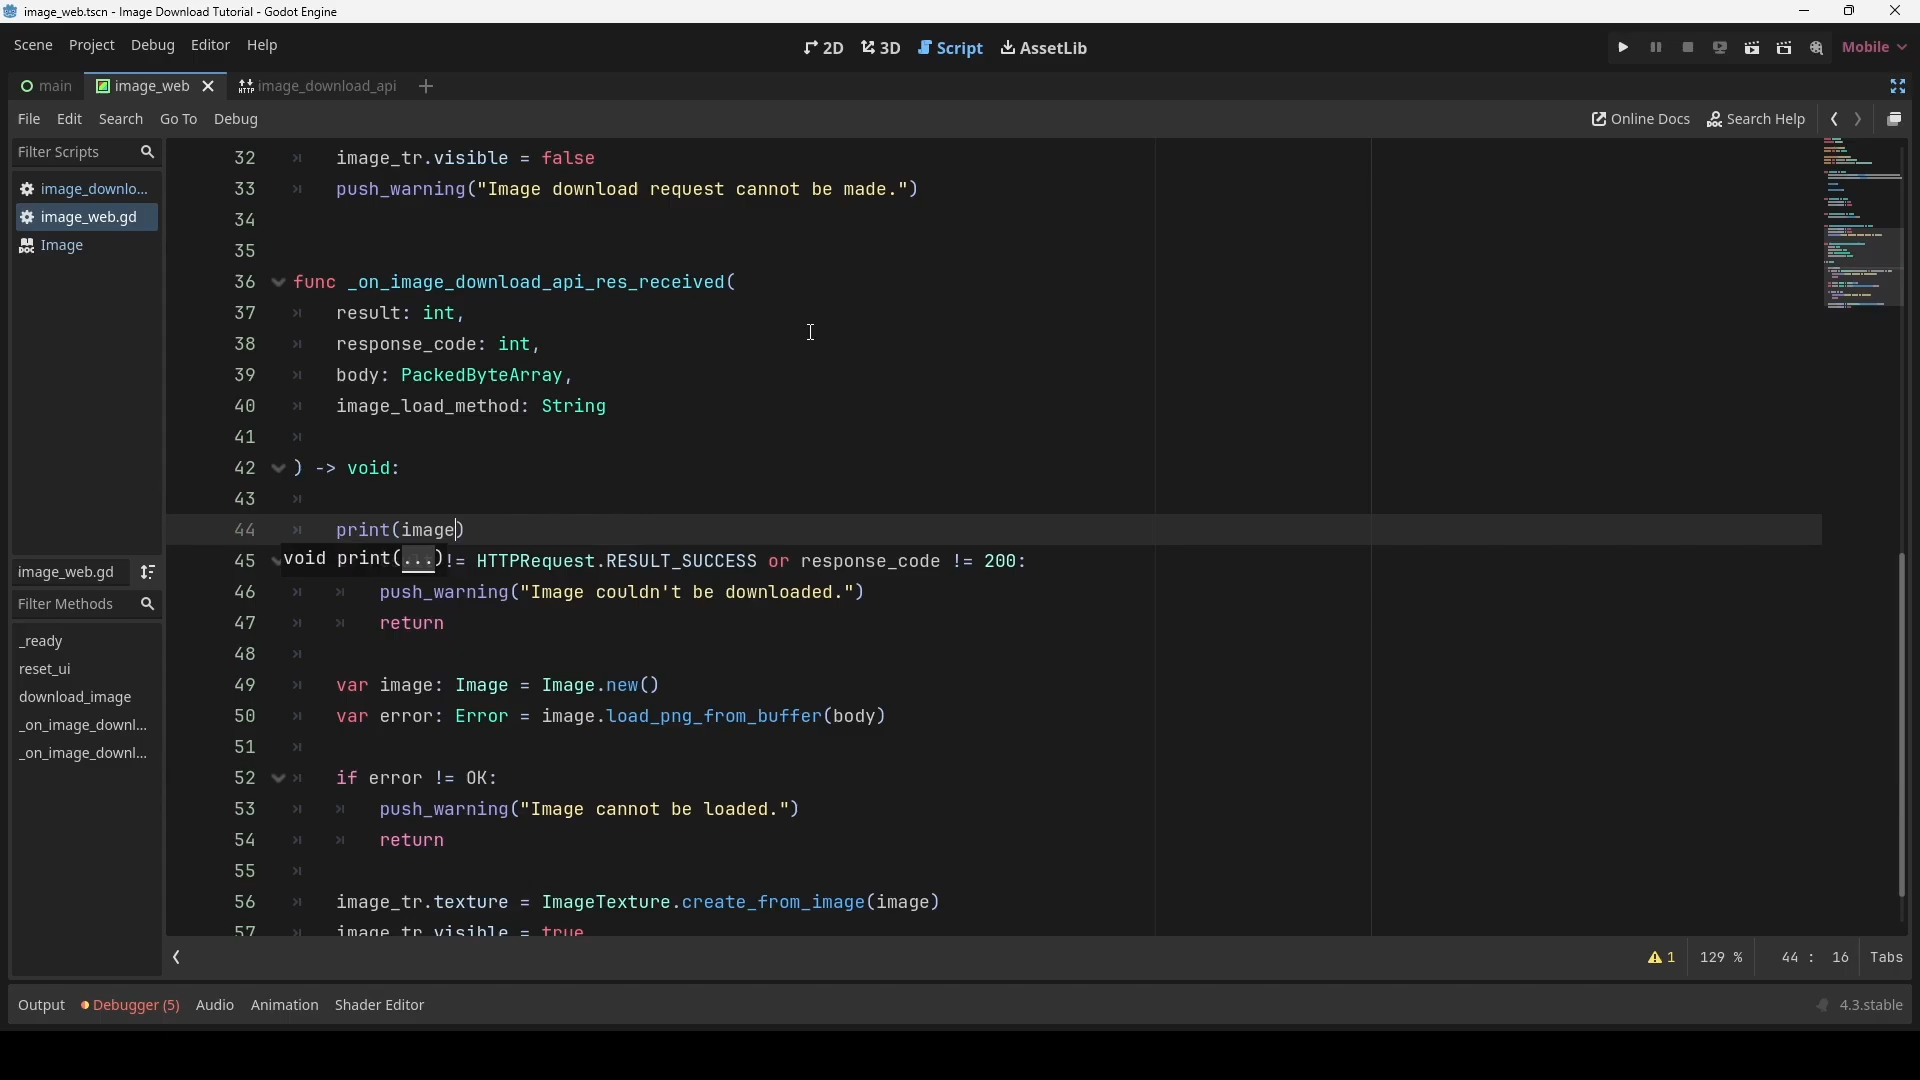 image_web.tscn - Image Download Tutorial - Godot Engine
Scene Project Debug Editor Help
2D 3D Script AssetLib
Mobile
main image_web image_download_api
File Edit Search Go To Debug
Online Docs Search Help
Filter Scripts
image_downlo...
image_web.gd
Image
image_web.gd
Filter Methods
_ready
reset_ui
download_image
_on_image_downl...
_on_image_downl...
32 image_tr.visible = false
33 push_warning("Image download request cannot be made.")
34
35
36 func _on_image_download_api_res_received(
37 result: int,
38 response_code: int,
39 body: PackedByteArray,
40 image_load_method: String
41
42 ) -> void:
43
44 print(image)
void print(...)
45 != HTTPRequest.RESULT_SUCCESS or response_code != 200:
46 push_warning("Image couldn't be downloaded.")
47 return
48
49 var image: Image = Image.new()
50 var error: Error = image.load_png_from_buffer(body)
51
52 if error != OK:
53 push_warning("Image cannot be loaded.")
54 return
55
56 image_tr.texture = ImageTexture.create_from_image(image)
57 image_tr.visible = true
1 129 % 44 : 16 Tabs
Output Debugger (5) Audio Animation Shader Editor
4.3.stable